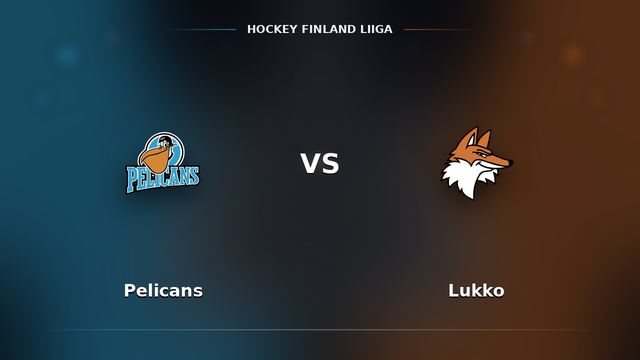 HOCKEY FINLAND LIIGA
PELICANS
VS
Pelicans
Lukko